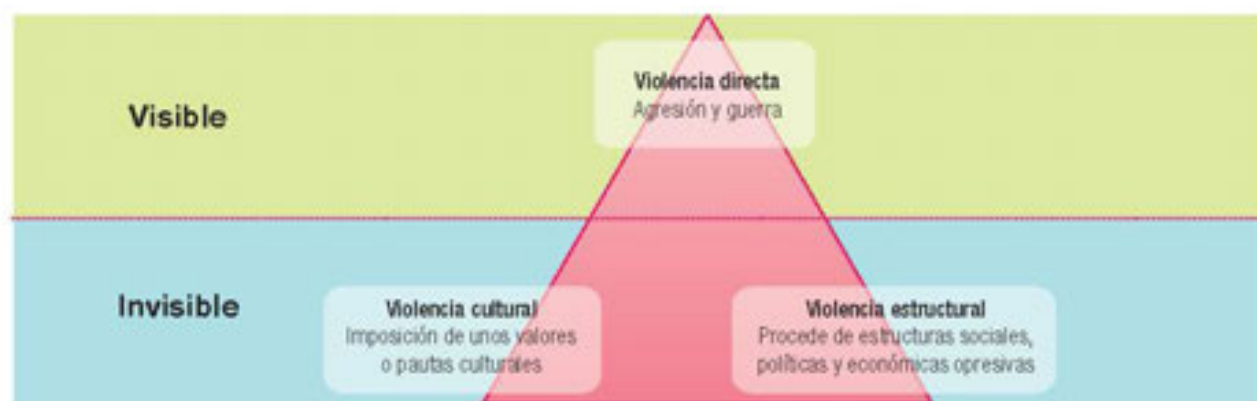 Visible
Violencia directa
Agresión y guerra
Invisible
Violencia cultural
Imposición de unos valores
o pautas culturales
Violencia estructural
Procede de estructuras sociales,
políticas y económicas opresivas